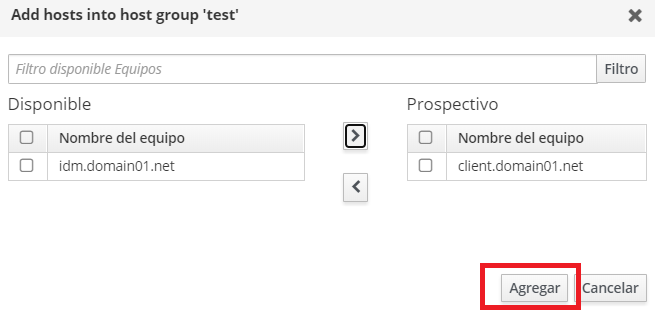 Add hosts into host group 'test'
Filtro disponible Equipos
Filtro
Disponible
Prospectivo
Nombre del equipo
Nombre del equipo
idm.domain01.net
client.domain01.net
Agregar
Cancelar